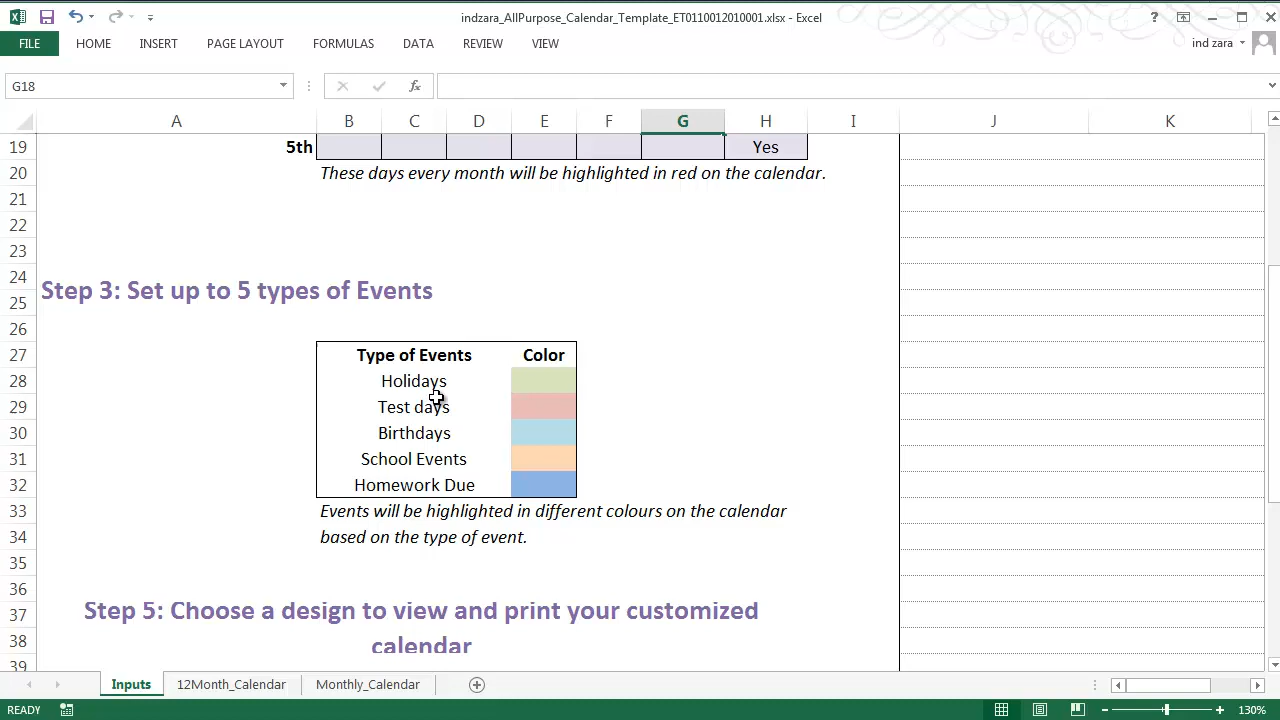 indzara_AllPurpose_Calendar_Template_ET0110012010001.xlsx - Excel
?
FILE HOME INSERT PAGE LAYOUT FORMULAS DATA REVIEW VIEW
ind zara
G18
fx
A B C D E F G H I J K
19 5th Yes
20 These days every month will be highlighted in red on the calendar.
21
22
23
24
Step 3: Set up to 5 types of Events
25
26
27 Type of Events Color
28 Holidays
29 Test days
30 Birthdays
31 School Events
32 Homework Due
33 Events will be highlighted in different colours on the calendar
34 based on the type of event.
35
36
37 Step 5: Choose a design to view and print your customized
38 calendar
39
Inputs 12Month_Calendar Monthly_Calendar
READY 130%